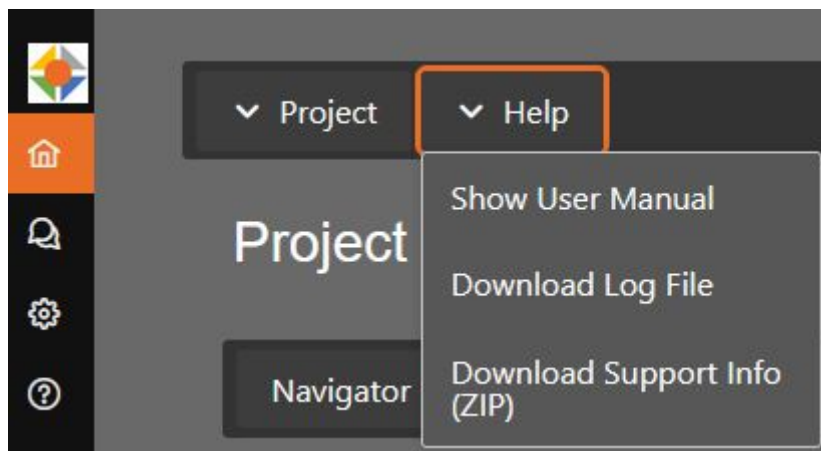 Project
Help
Show User Manual
Project
Download Log File
Navigator
Download Support Info
(ZIP)